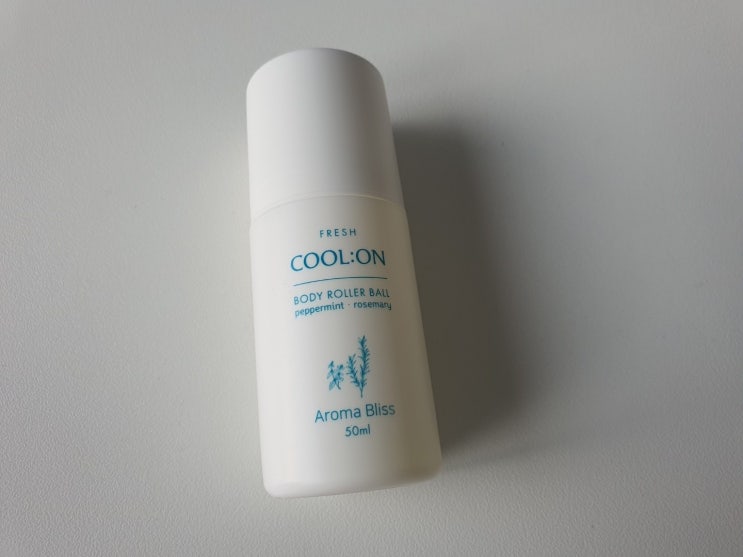 FRESH
COOL:ON
BODY ROLLER BALL
peppermint · rosemary
Aroma Bliss
50ml